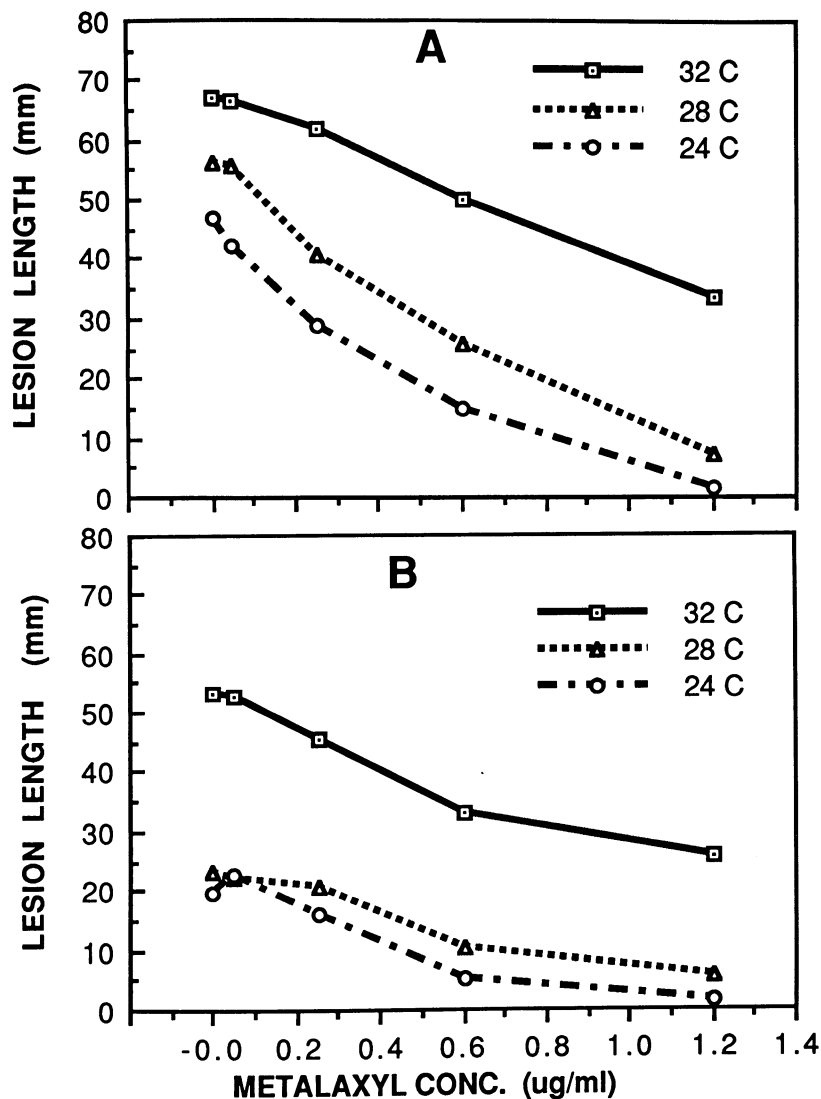 A
LESION LENGTH (mm)
80
70
60
50
40
30
20
10
0
32 C
28 C
24 C
B
LESION LENGTH (mm)
80
70
60
50
40
30
20
10
0
32 C
28 C
24 C
-0.0 0.2 0.4 0.6 0.8 1.0 1.2 1.4
METALAXYL CONC. (ug/ml)